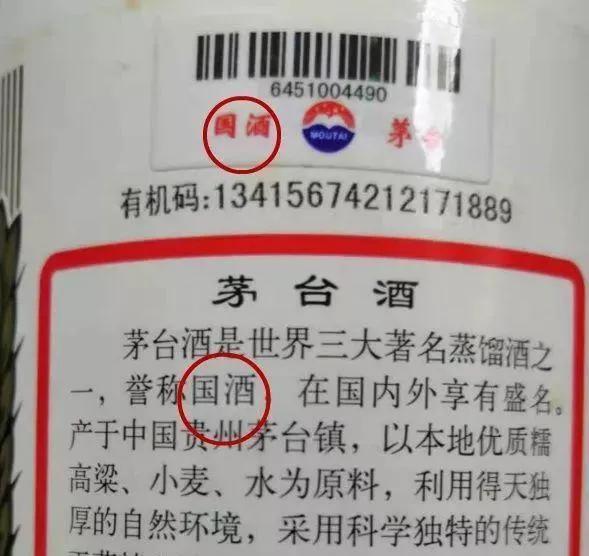 6451004490
国酒 MOUTAI 茅台
有机码:13415674212171889
茅台酒
茅台酒是世界三大著名蒸馏酒之
一，誉称国酒，在国内外享有盛名。
产于中国贵州茅台镇，以本地优质糯
高粱、小麦、水为原料，利用得天独
厚的自然环境，采用科学独特的传统